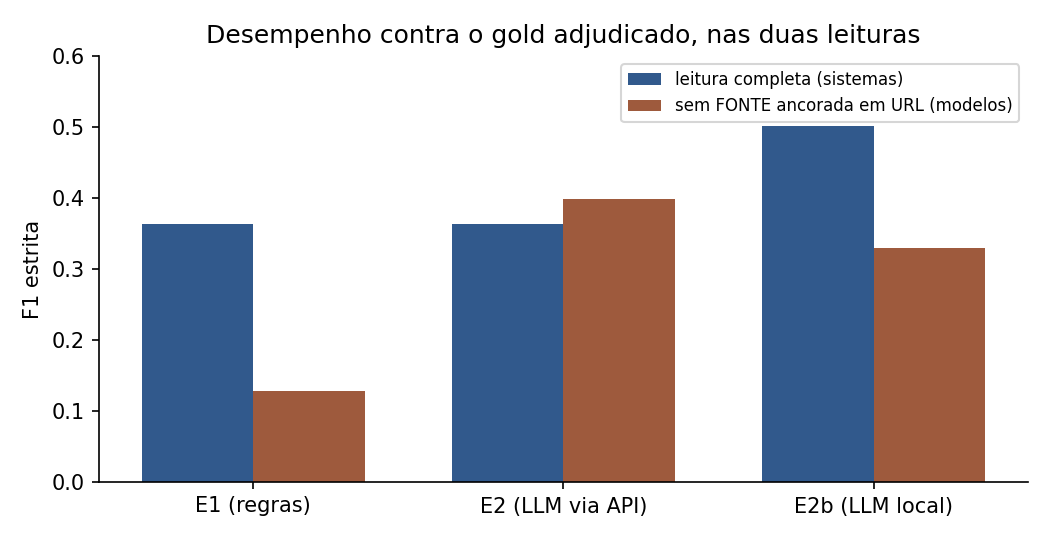 Desempenho contra o gold adjudicado, nas duas leituras
leitura completa (sistemas)
sem FONTE ancorada em URL (modelos)
F1 estrita
0.6
0.5
0.4
0.3
0.2
0.1
0.0
E1 (regras)
E2 (LLM via API)
E2b (LLM local)